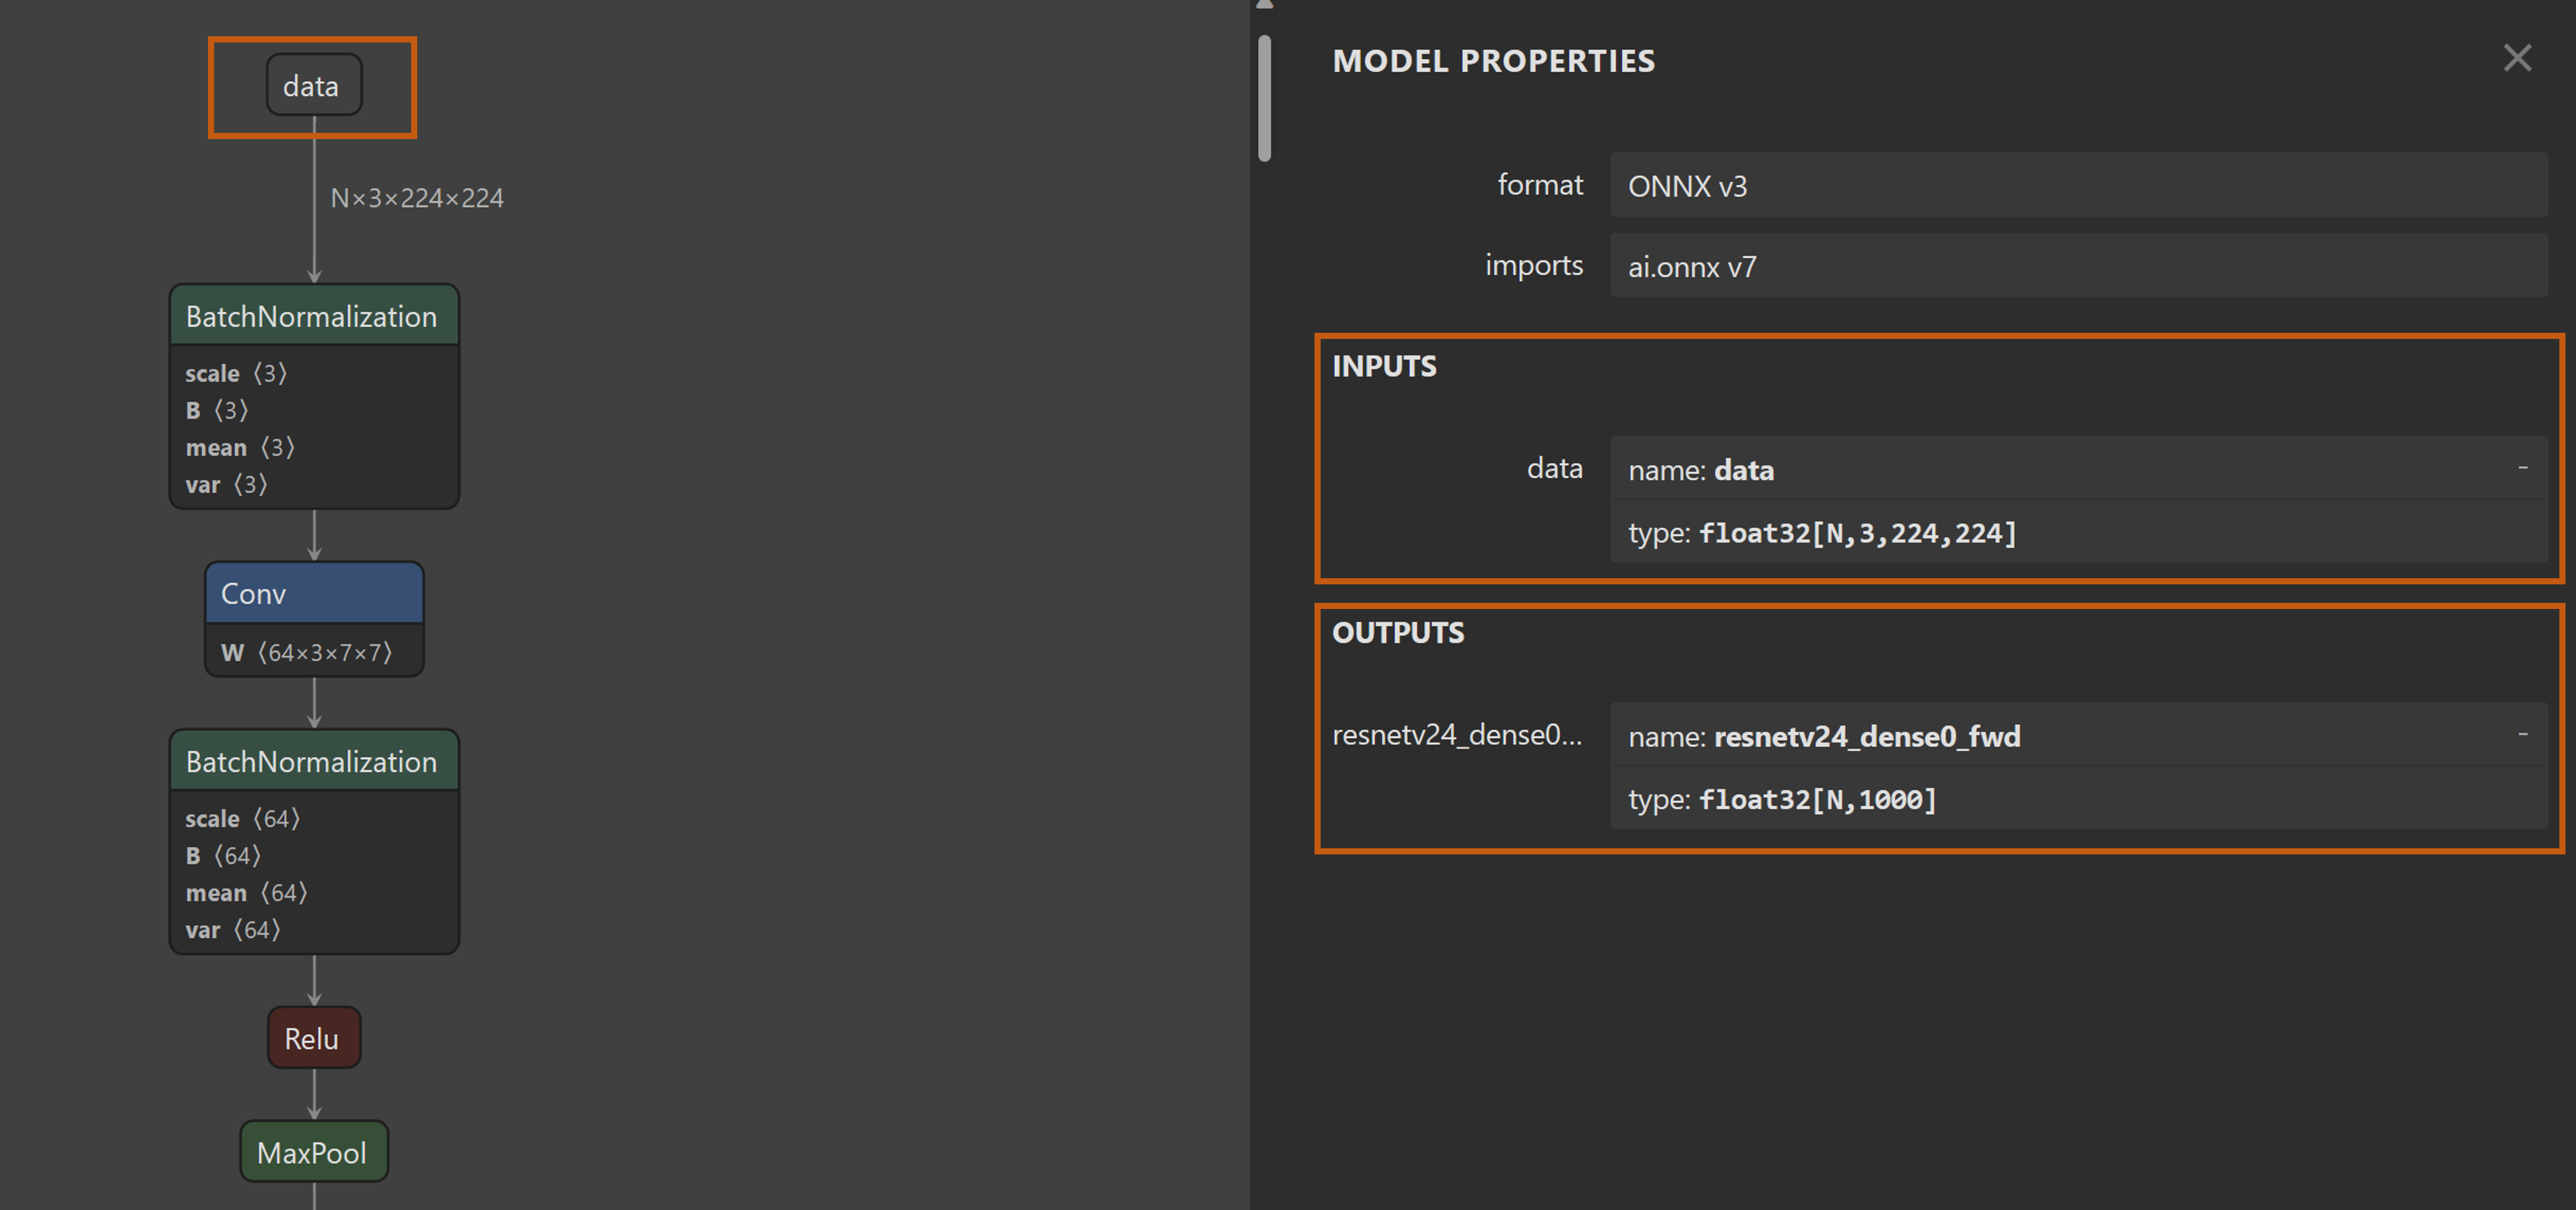 data
N×3×224×224
BatchNormalization
scale ⟨3⟩
B ⟨3⟩
mean ⟨3⟩
var ⟨3⟩
Conv
W ⟨64×3×7×7⟩
BatchNormalization
scale ⟨64⟩
B ⟨64⟩
mean ⟨64⟩
var ⟨64⟩
Relu
MaxPool
MODEL PROPERTIES
format ONNX v3
imports ai.onnx v7
INPUTS
data name: data -
type: float32[N,3,224,224]
OUTPUTS
resnetv24_dense0... name: resnetv24_dense0_fwd -
type: float32[N,1000]